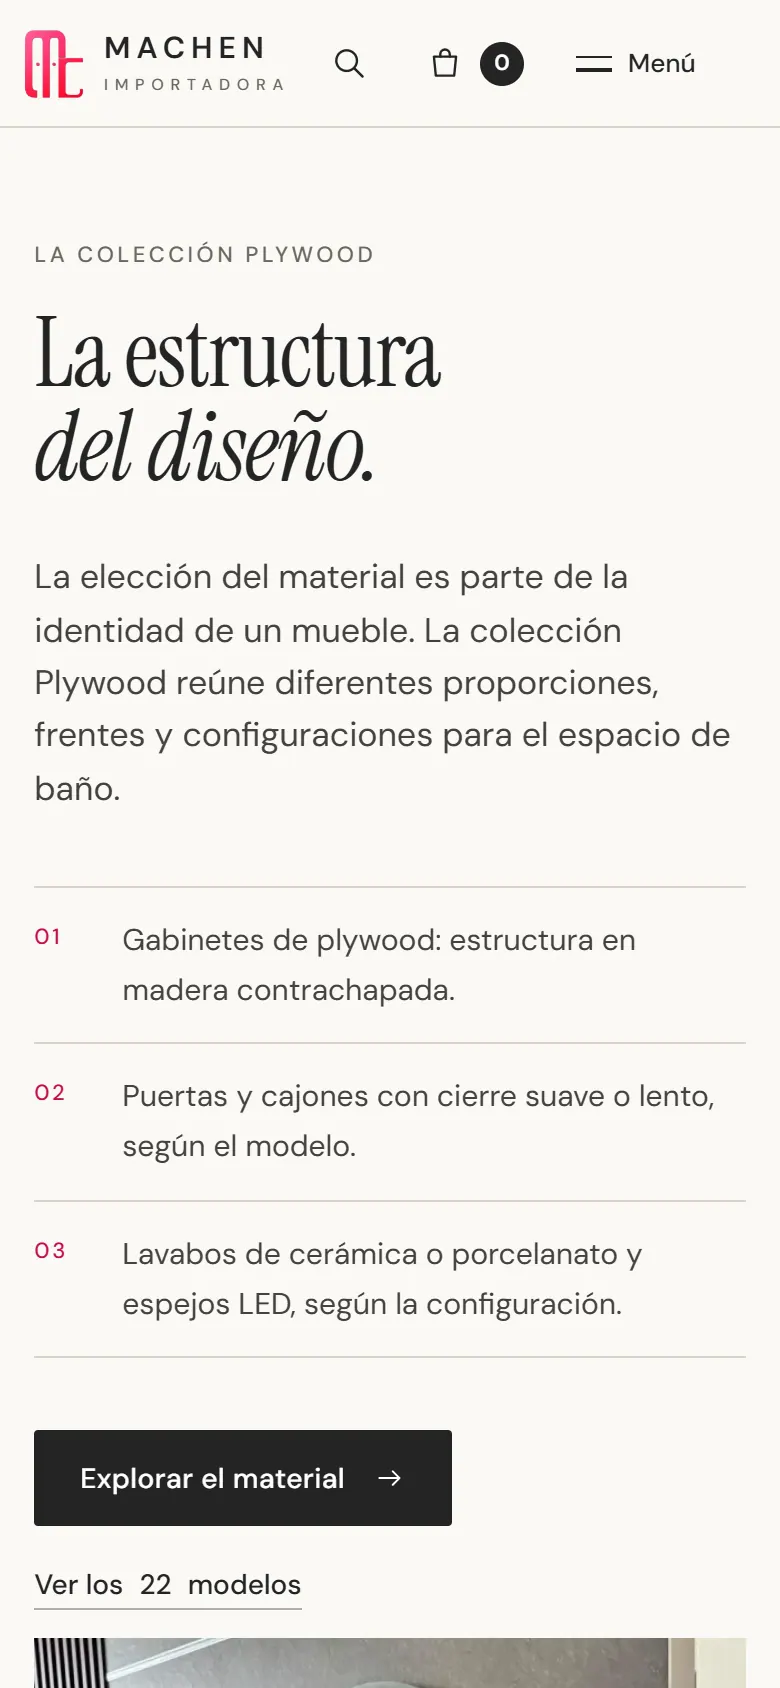 MACHEN
IMPORTADORA
0
Menú
LA COLECCIÓN PLYWOOD
La estructura
del diseño.
La elección del material es parte de la
identidad de un mueble. La colección
Plywood reúne diferentes proporciones,
frentes y configuraciones para el espacio de
baño.
01
Gabinetes de plywood: estructura en
madera contrachapada.
02
Puertas y cajones con cierre suave o lento,
según el modelo.
03
Lavabos de cerámica o porcelanato y
espejos LED, según la configuración.
Explorar el material →
Ver los 22 modelos